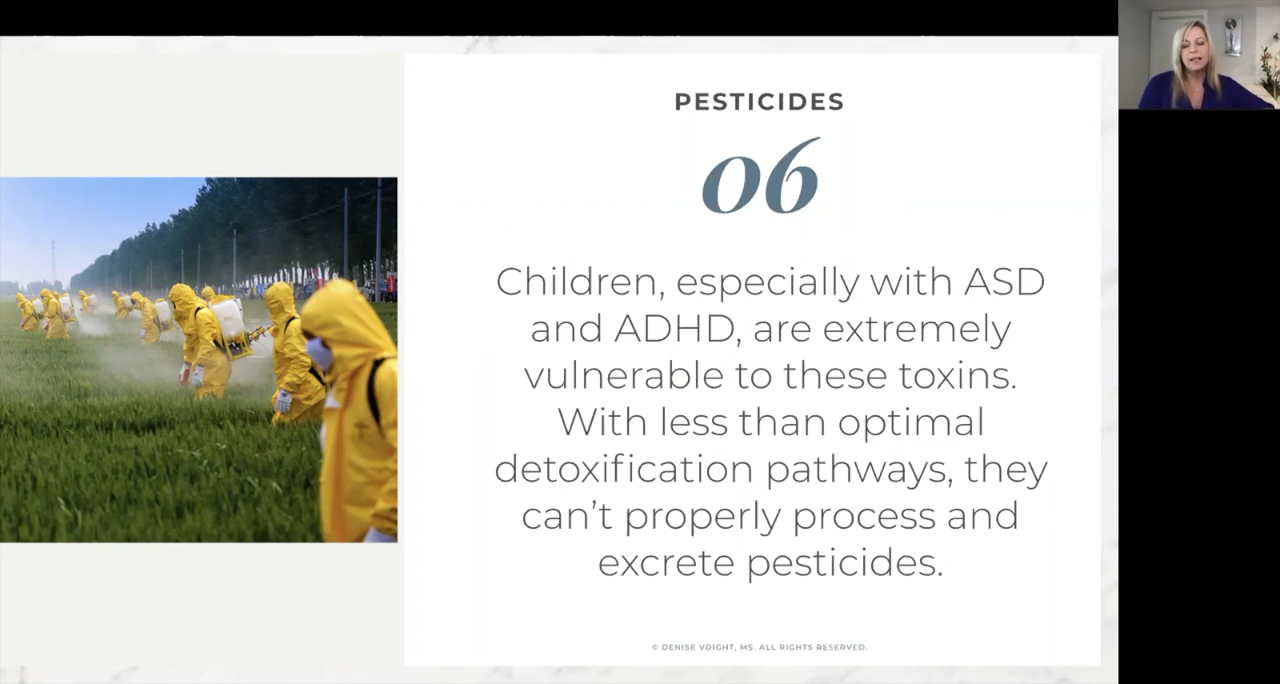 PESTICIDES
06
Children, especially with ASD
and ADHD, are extremely
vulnerable to these toxins.
With less than optimal
detoxification pathways, they
can’t properly process and
excrete pesticides.
© DENISE VOIGHT, MS. ALL RIGHTS RESERVED.